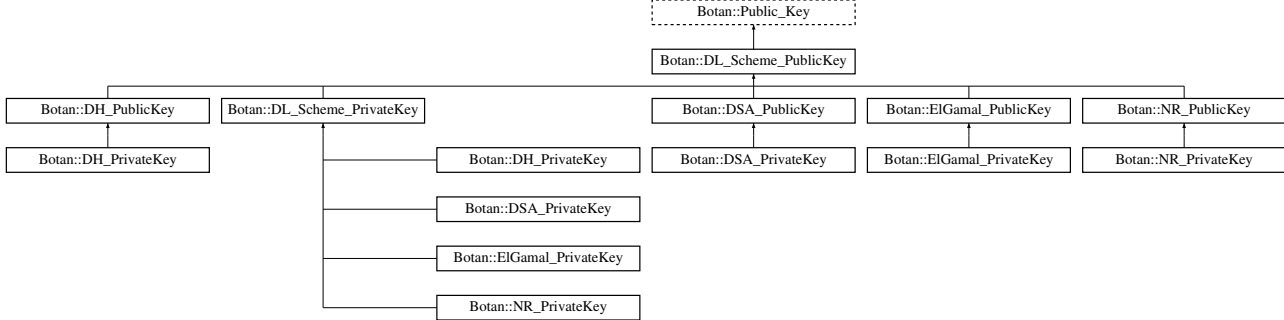 Botan::Public_Key
Botan::DL_Scheme_PublicKey
Botan::DH_PublicKey
Botan::DL_Scheme_PrivateKey
Botan::DSA_PublicKey
Botan::ElGamal_PublicKey
Botan::NR_PublicKey
Botan::DH_PrivateKey
Botan::DH_PrivateKey
Botan::DSA_PrivateKey
Botan::ElGamal_PrivateKey
Botan::NR_PrivateKey
Botan::DSA_PrivateKey
Botan::ElGamal_PrivateKey
Botan::NR_PrivateKey